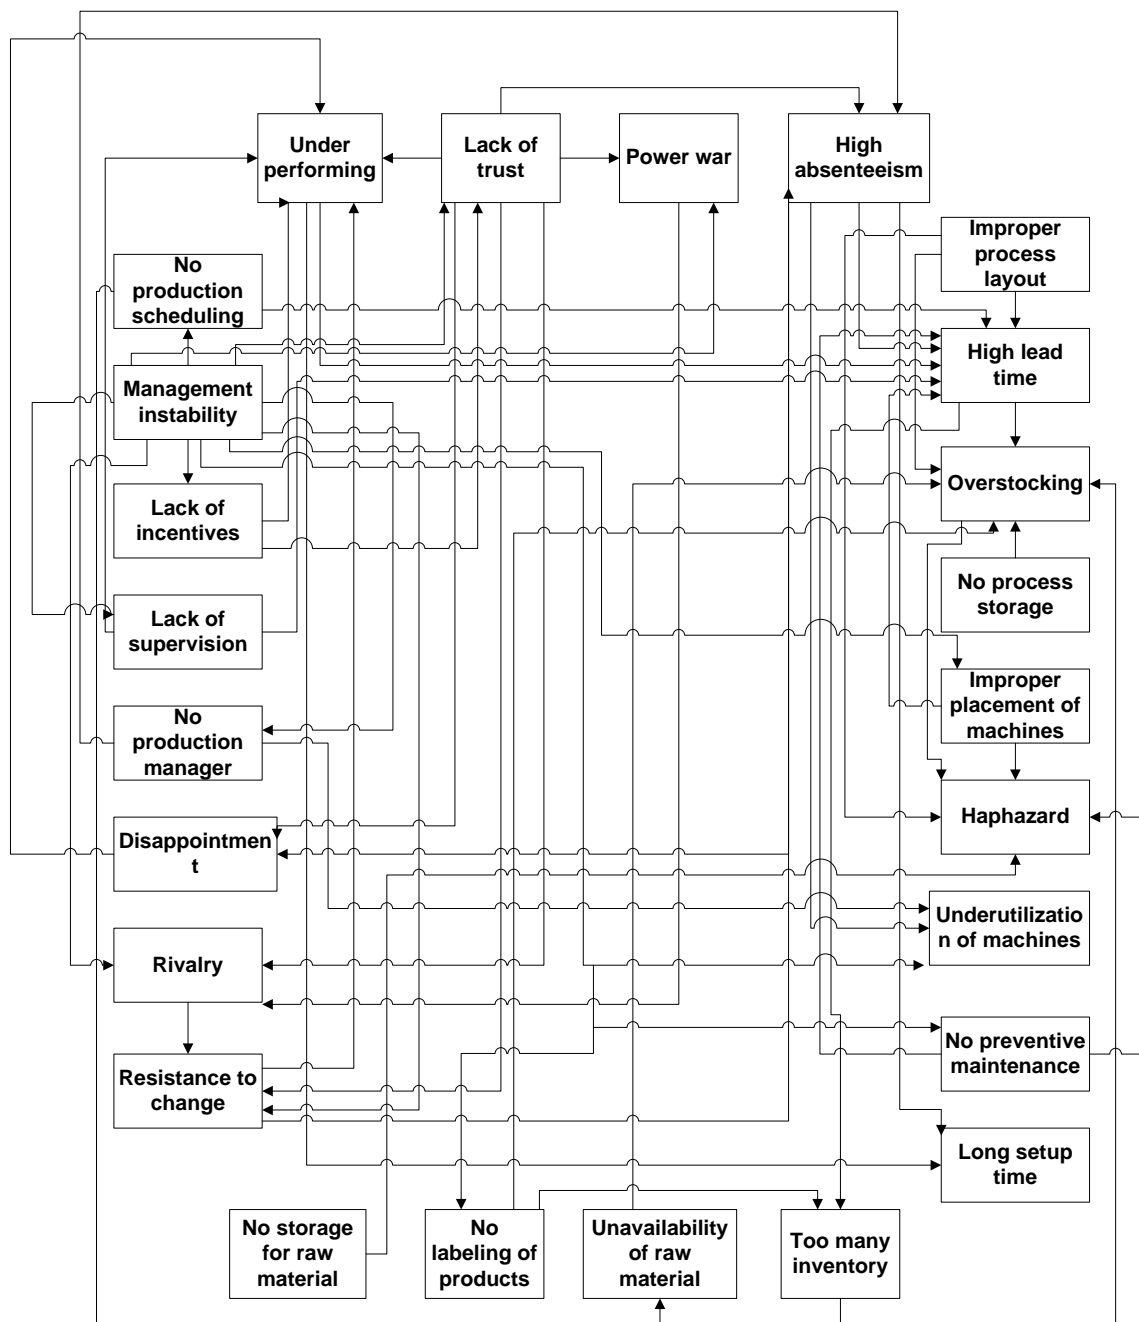 Under
performing
Lack of
trust
Power war
High
absenteeism
Improper
process
layout
No
production
scheduling
High lead
time
Management
instability
Overstocking
Lack of
incentives
No process
storage
Lack of
supervision
Improper
placement of
machines
No
production
manager
Haphazard
Disappointmen
t
Underutilizatio
n of machines
Rivalry
No preventive
maintenance
Resistance to
change
Long setup
time
No storage
for raw
material
No
labeling of
products
Unavailability
of raw
material
Too many
inventory